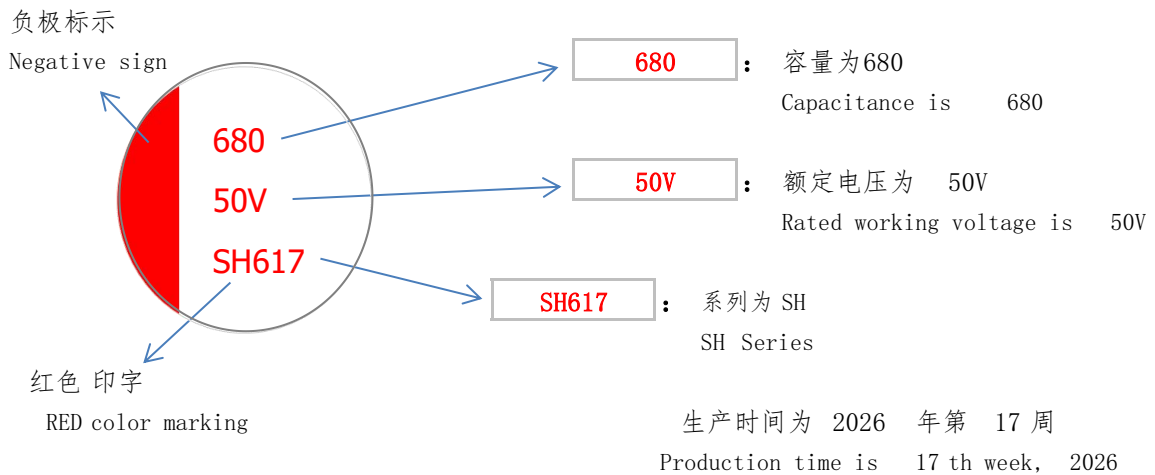 负极标示
Negative sign
680
50V
SH617
红色 印字
RED color marking
680 : 容量为680
Capacitance is 680
50V : 额定电压为 50V
Rated working voltage is 50V
SH617 : 系列为 SH
SH Series
生产时间为 2026 年第 17 周
Production time is 17 th week, 2026